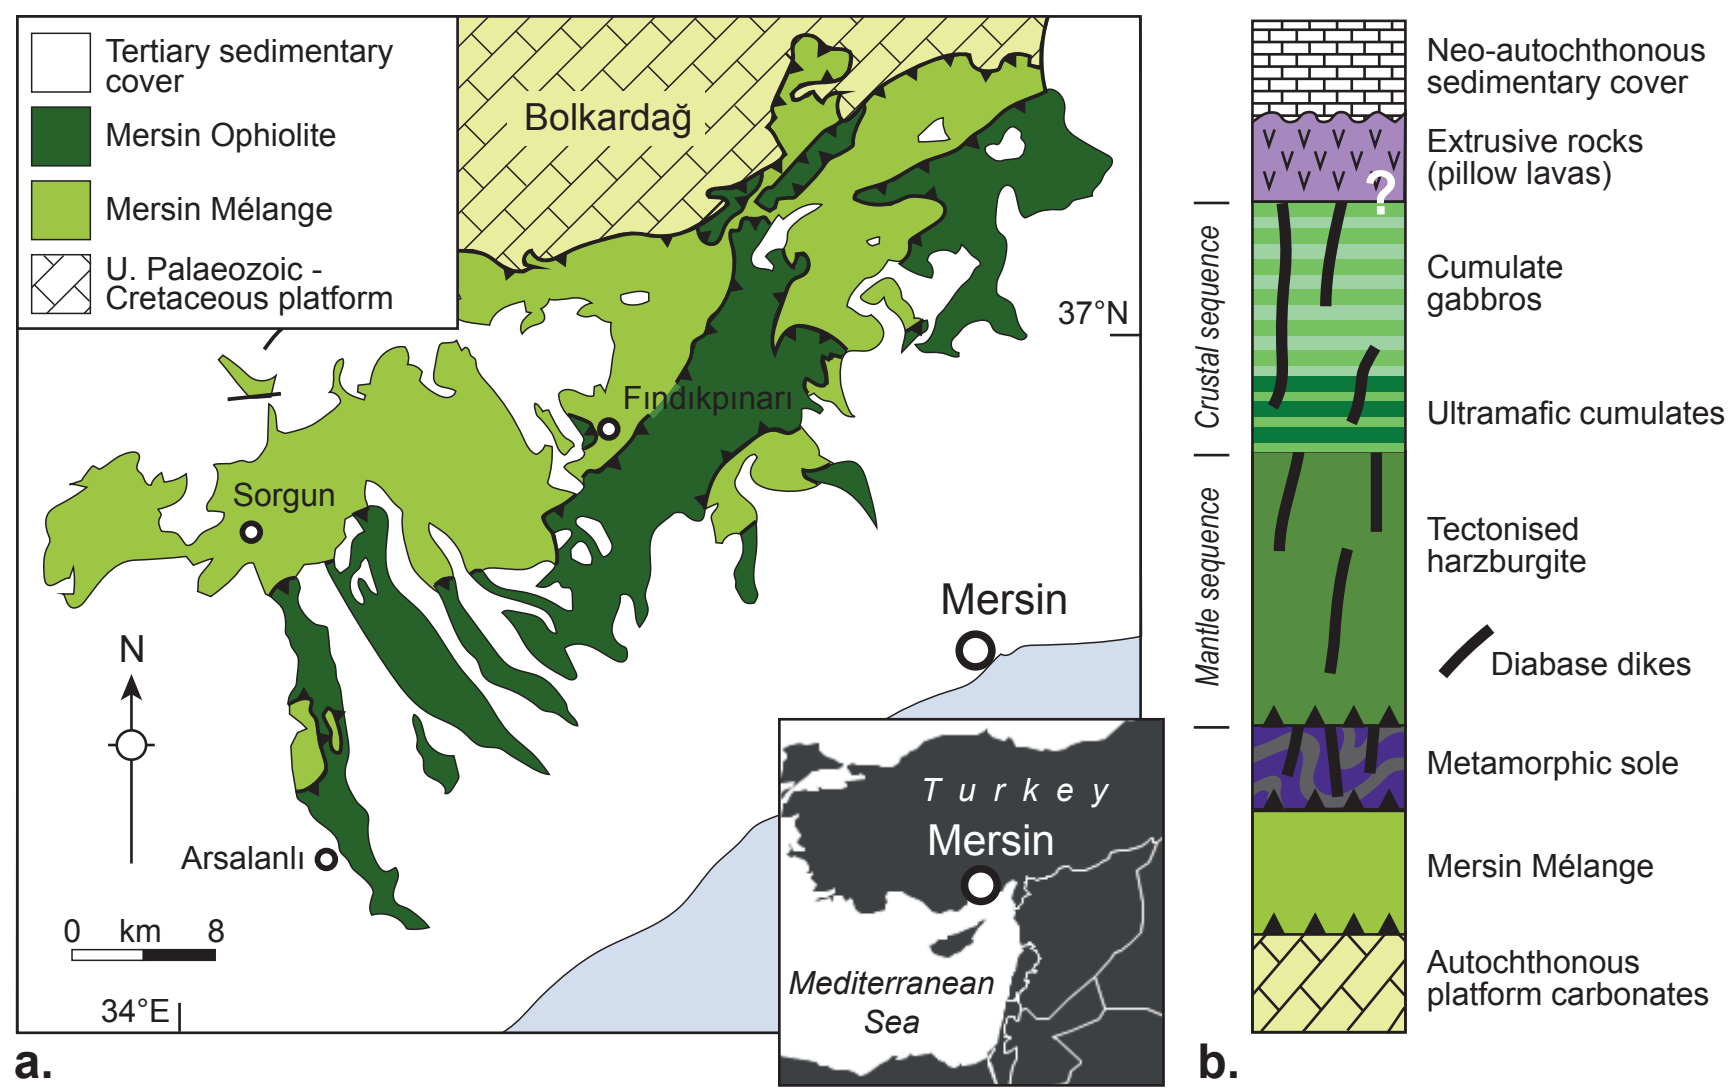 Tertiary sedimentary
cover
Mersin Ophiolite
Mersin Mélange
U. Palaeozoic -
Cretaceous platform
Bolkardağ
37°N
Fındıkpınarı
Sorgun
Mersin
N
Arsalanlı
0 km 8
34°E
Turkey
Mersin
Mediterranean
Sea
a.
Neo-autochthonous
sedimentary cover
Extrusive rocks
(pillow lavas)
?
Crustal sequence
Cumulate
gabbros
Ultramafic cumulates
Mantle sequence
Tectonised
harzburgite
Diabase dikes
Metamorphic sole
Mersin Mélange
Autochthonous
platform carbonates
b.